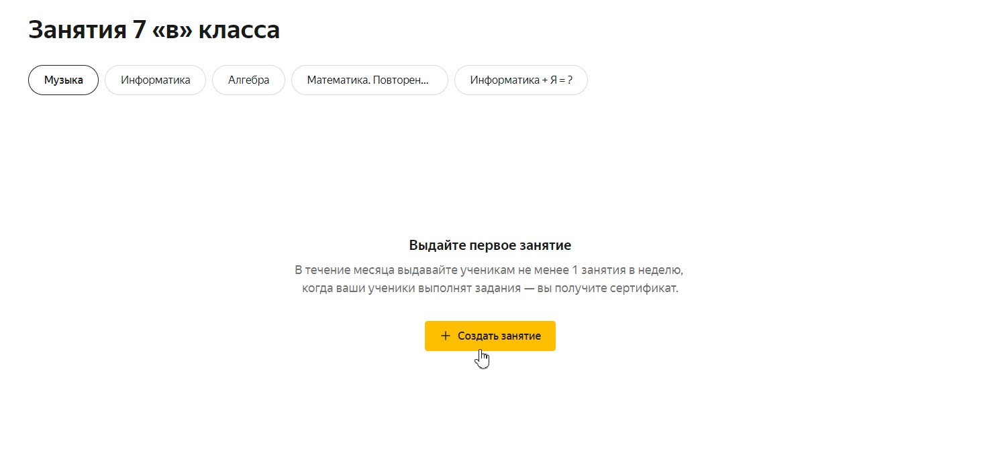 Занятия 7 «в» класса
Музыка
Информатика
Алгебра
Математика. Повторен...
Информатика + Я = ?
Выдайте первое занятие
В течение месяца выдавайте ученикам не менее 1 занятия в неделю,
когда ваши ученики выполнят задания — вы получите сертификат.
+ Создать занятие